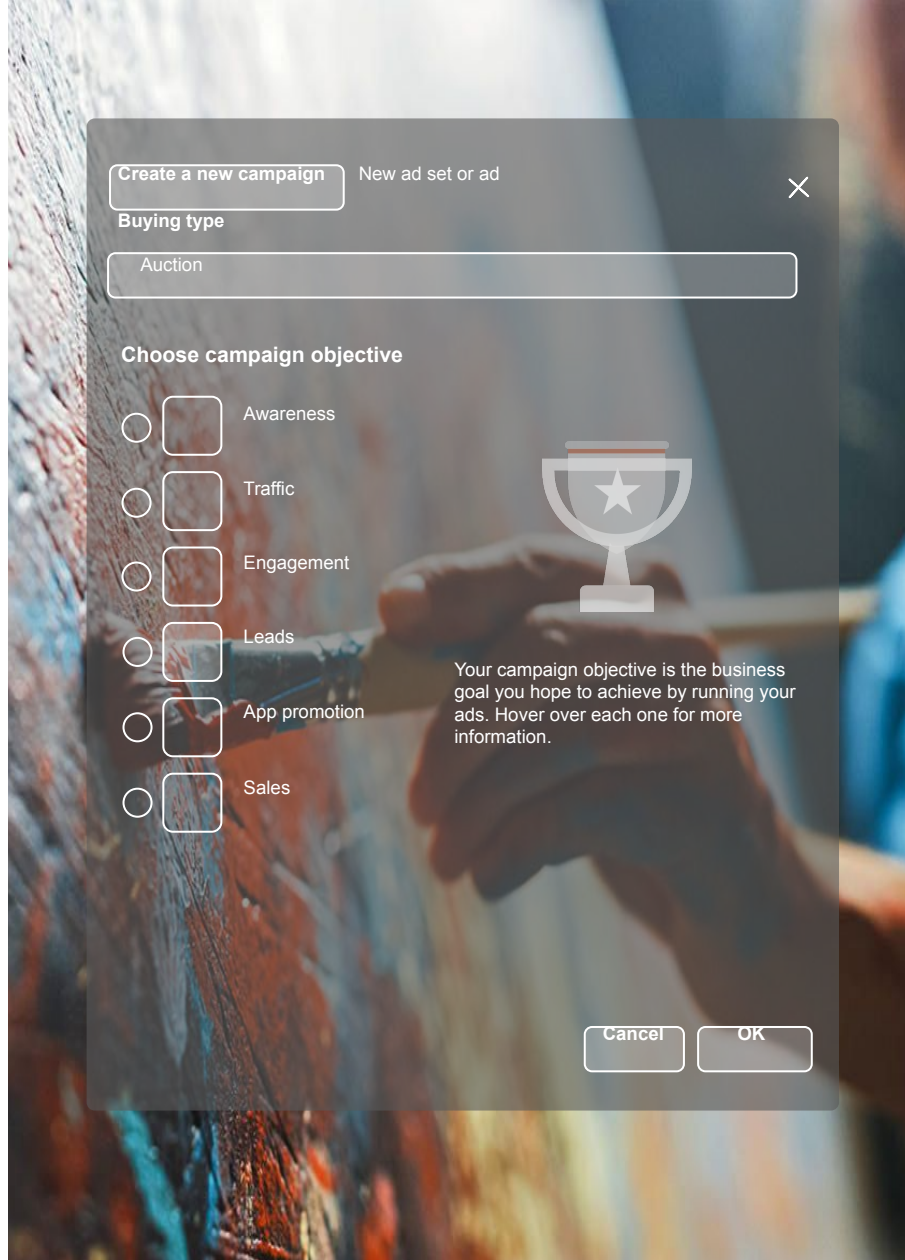 Create a new campaign
New ad set or ad
Buying type
Auction
Choose campaign objective
Awareness
Traffic
Engagement
Leads
App promotion
Sales
Your campaign objective is the business
goal you hope to achieve by running your
ads. Hover over each one for more
information.
Cancel
OK